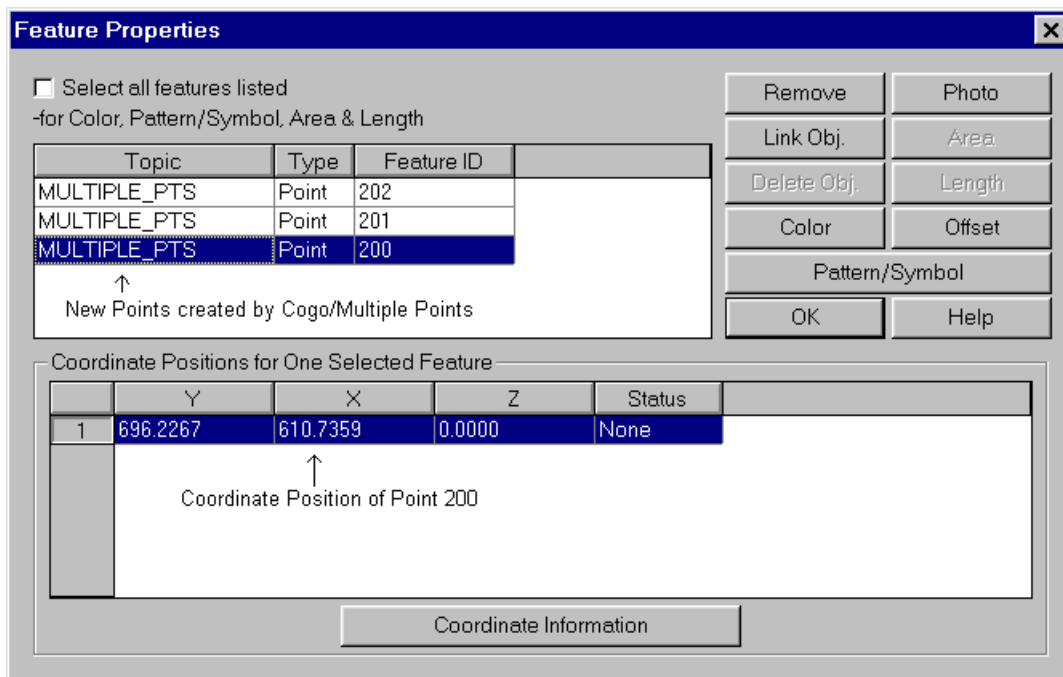 Feature Properties
Select all features listed
-for Color, Pattern/Symbol, Area & Length
Topic Type Feature ID
MULTIPLE_PTS Point 202
MULTIPLE_PTS Point 201
MULTIPLE_PTS Point 200
New Points created by Cogo/Multiple Points
Remove Photo
Link Obj. Area
Delete Obj. Length
Color Offset
Pattern/Symbol
OK Help
Coordinate Positions for One Selected Feature
Y X Z Status
1 696.2267 610.7359 0.0000 None
Coordinate Position of Point 200
Coordinate Information